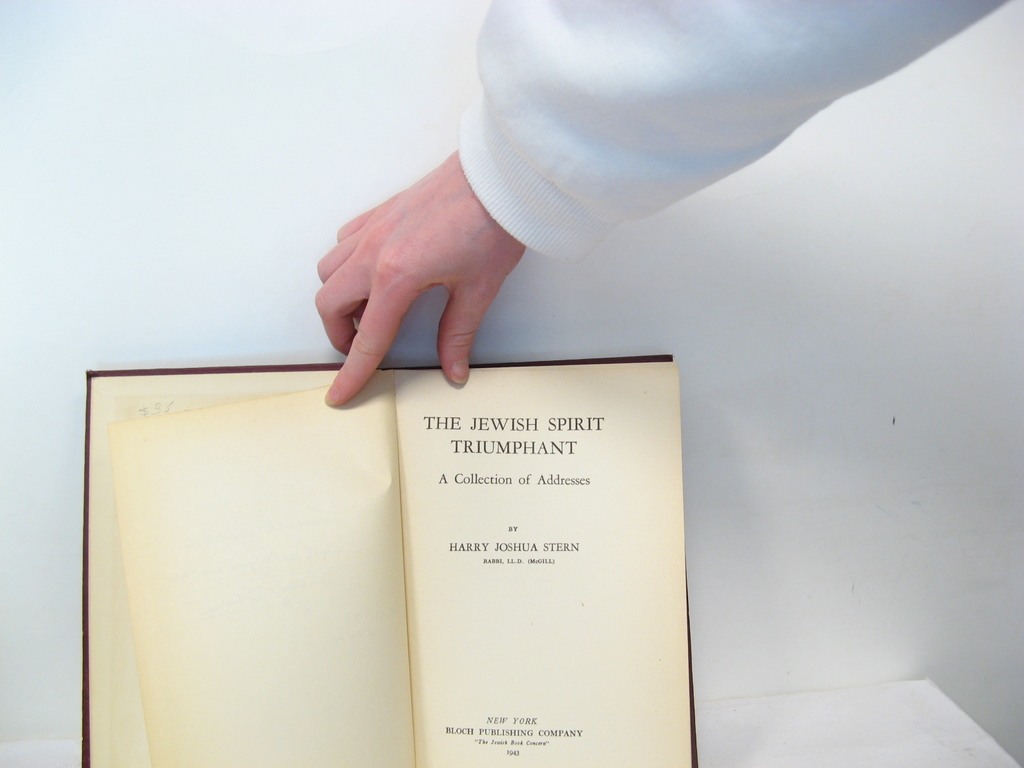 THE JEWISH SPIRIT
TRIUMPHANT
A Collection of Addresses
BY
HARRY JOSHUA STERN
RABBI, LL.D. (McGILL)
NEW YORK
BLOCH PUBLISHING COMPANY
"The Jewish Book Concern"
1943